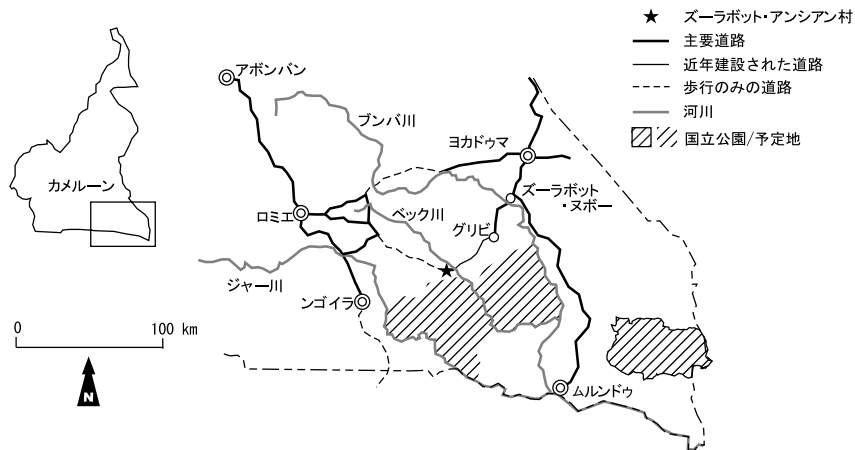 ズーラボット・アンシアン村
主要道路
近年建設された道路
歩行のみの道路
河川
国立公園/予定地
アボンバン
ブンバ川
ヨカドゥマ
カメルーン
ズーラボット
・ヌボー
ロミエ
ベック川
グリビ
ジャー川
ンゴイラ
0 100 km
N
ムルンドゥ